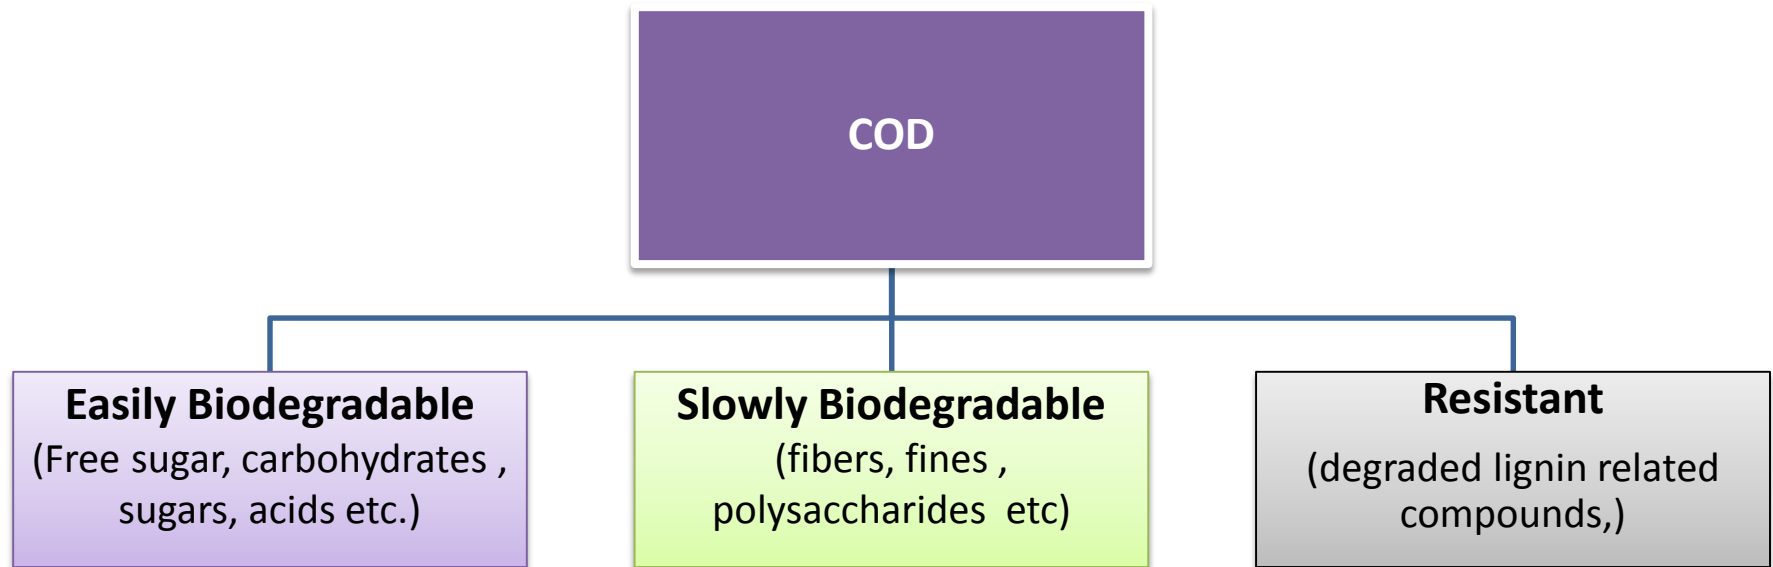 COD
Easily Biodegradable
(Free sugar, carbohydrates ,
sugars, acids etc.)
Slowly Biodegradable
(fibers, fines ,
polysaccharides  etc)
Resistant
(degraded lignin related
compounds,)